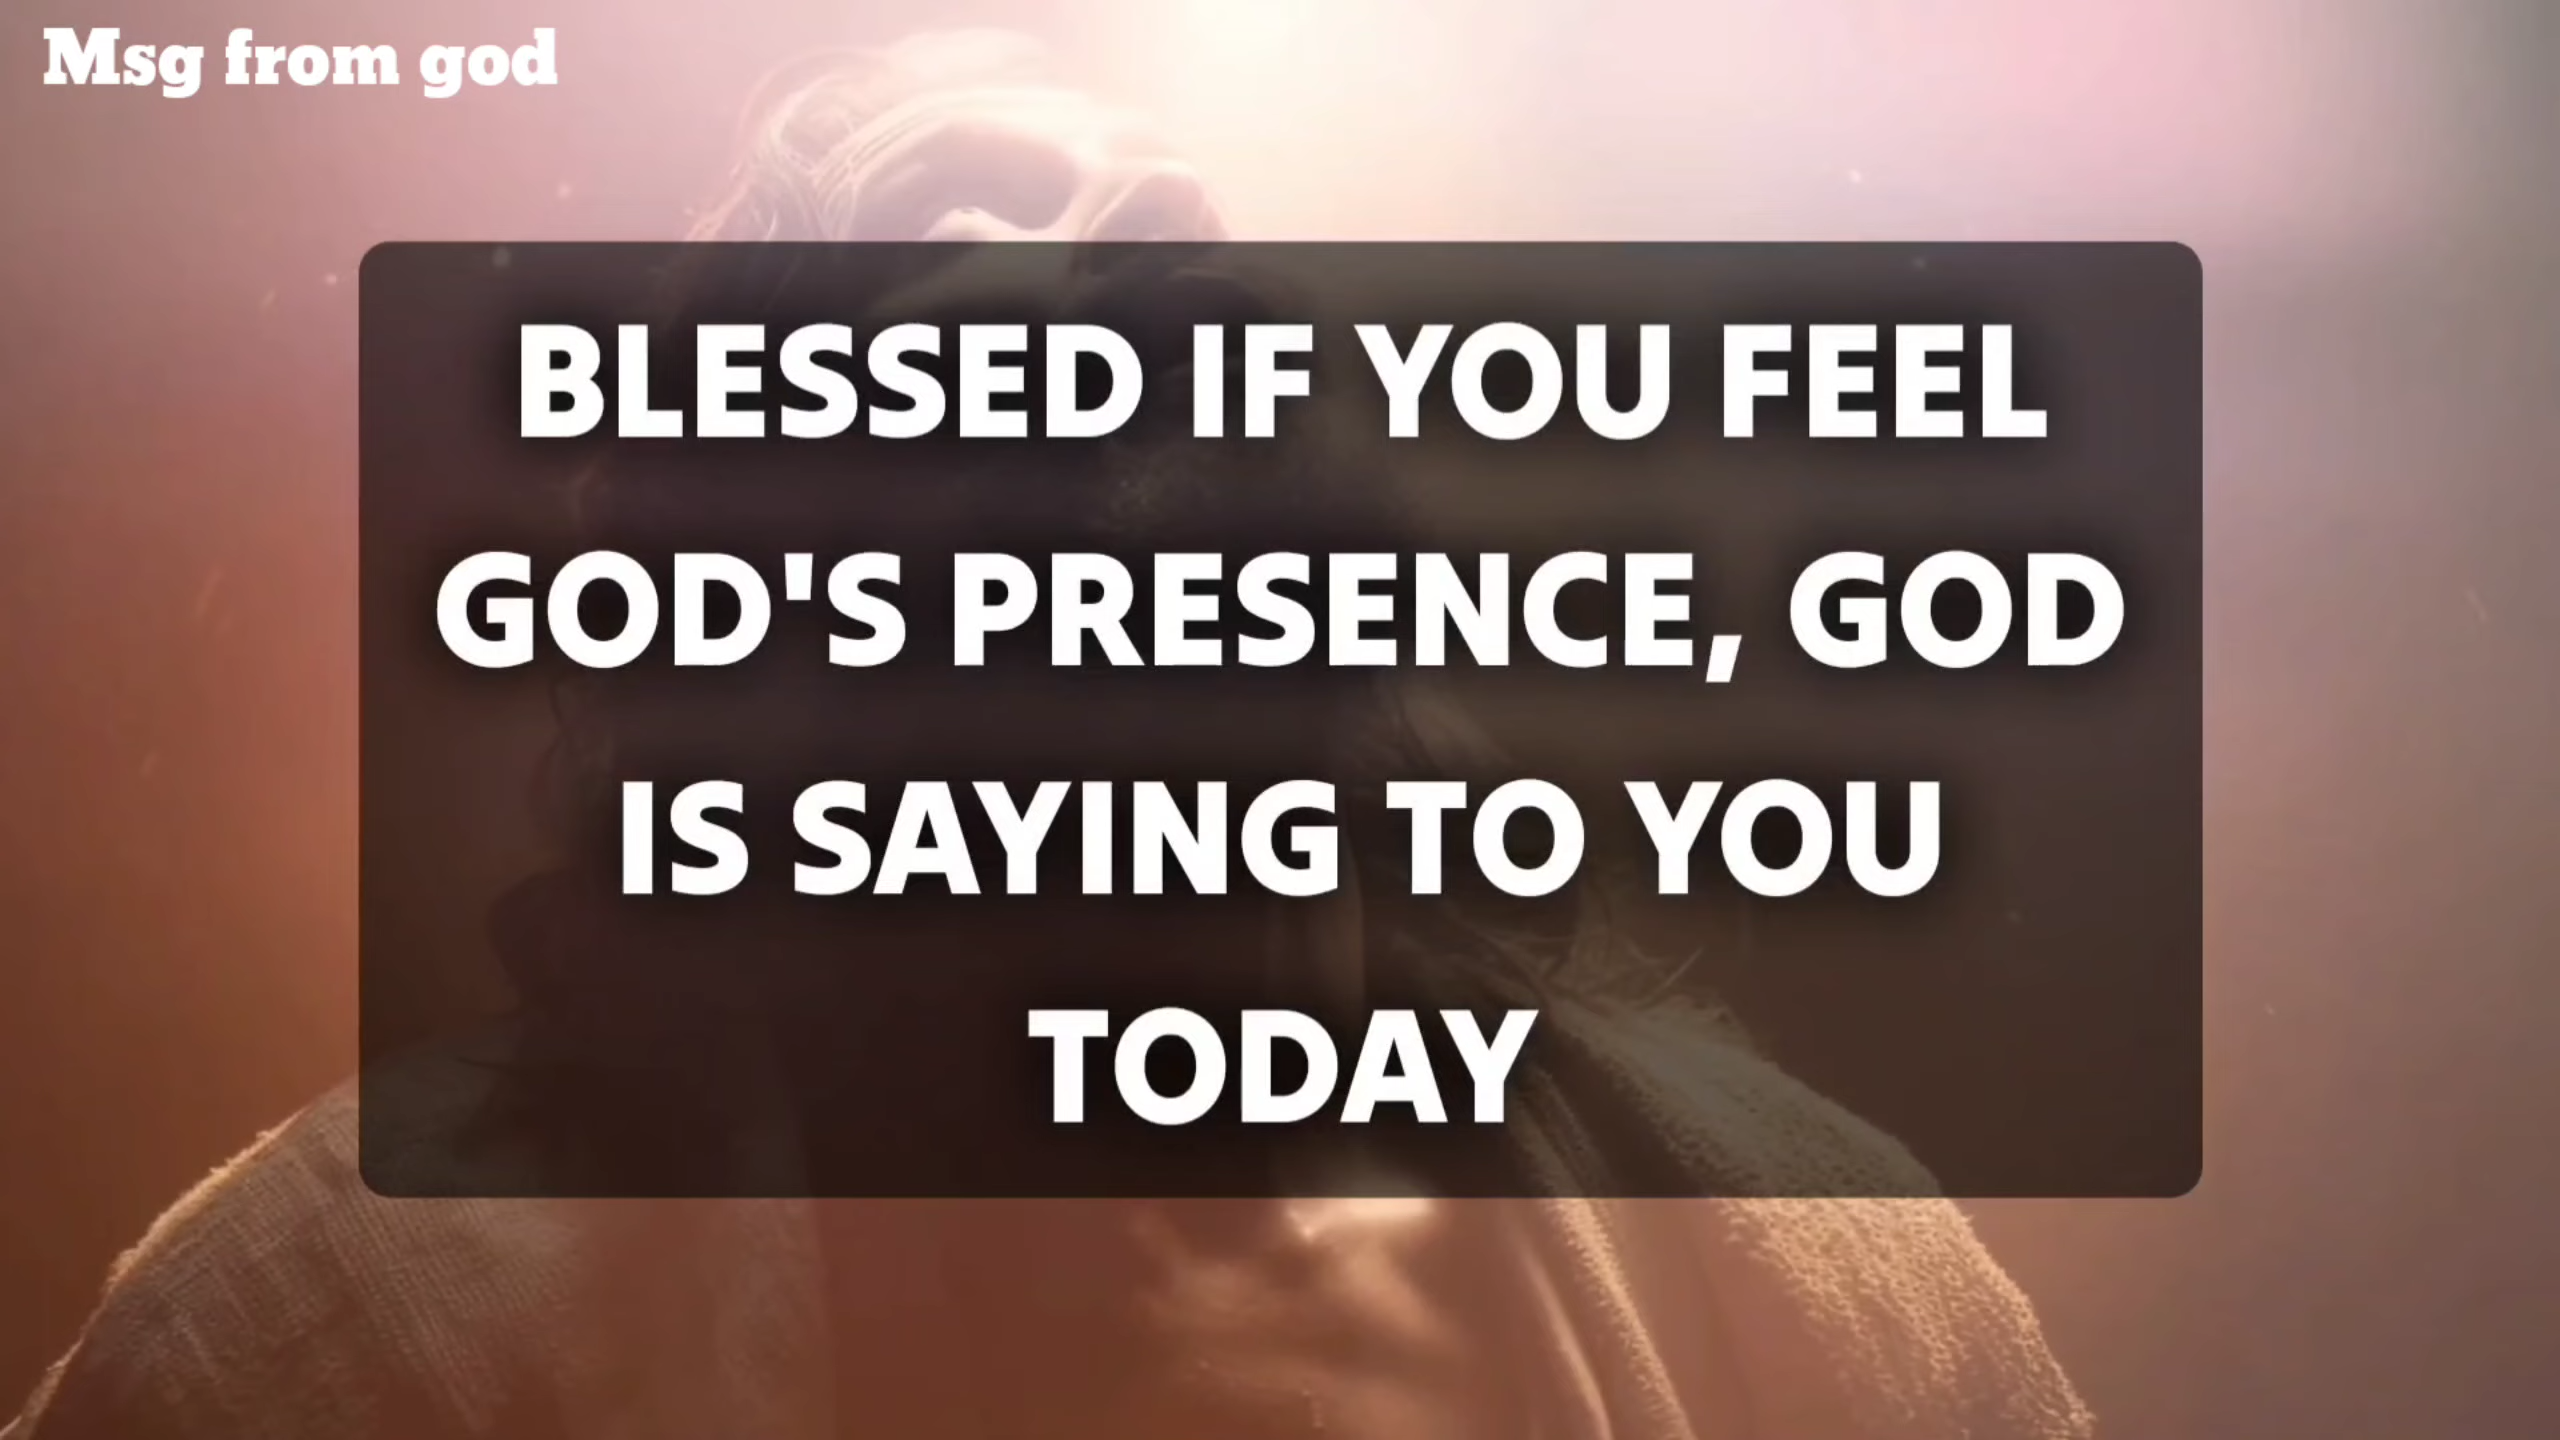 Msg from god
BLESSED IF YOU FEEL
GOD'S PRESENCE, GOD
IS SAYING TO YOU
TODAY